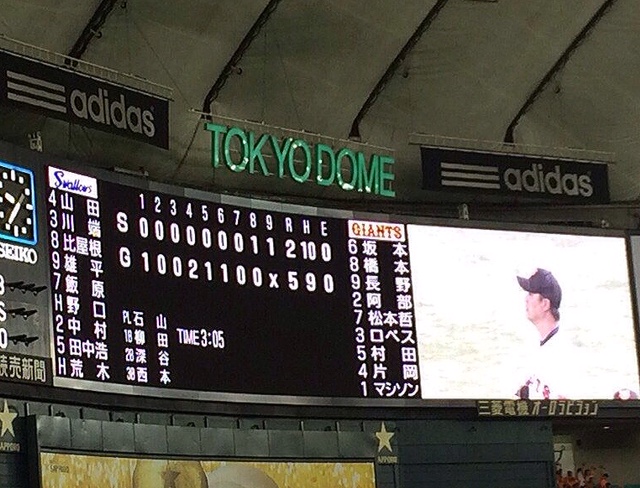 adidas
TOKYO DOME
adidas
SEIKO
Swallows
4 山田
3 川端
8 比屋根
9 雄平
7 飯原
H 野口
2 中村
5 田中浩
H 荒木
1 2 3 4 5 6 7 8 9 R H E
S 0 0 0 0 0 0 0 1 1 2 10 0
G 1 0 0 2 1 1 0 0 x 5 9 0
PL 石山
18 柳田
26 深谷
38 西本
TIME 3:05
GIANTS
6 坂本
8 橋本
9 長野
2 阿部
7 松本哲
3 ロペス
5 村田
4 片岡
1 マシソン
読売新聞
三菱電機 オーロラビジョン
SAPPORO
SAPPORO